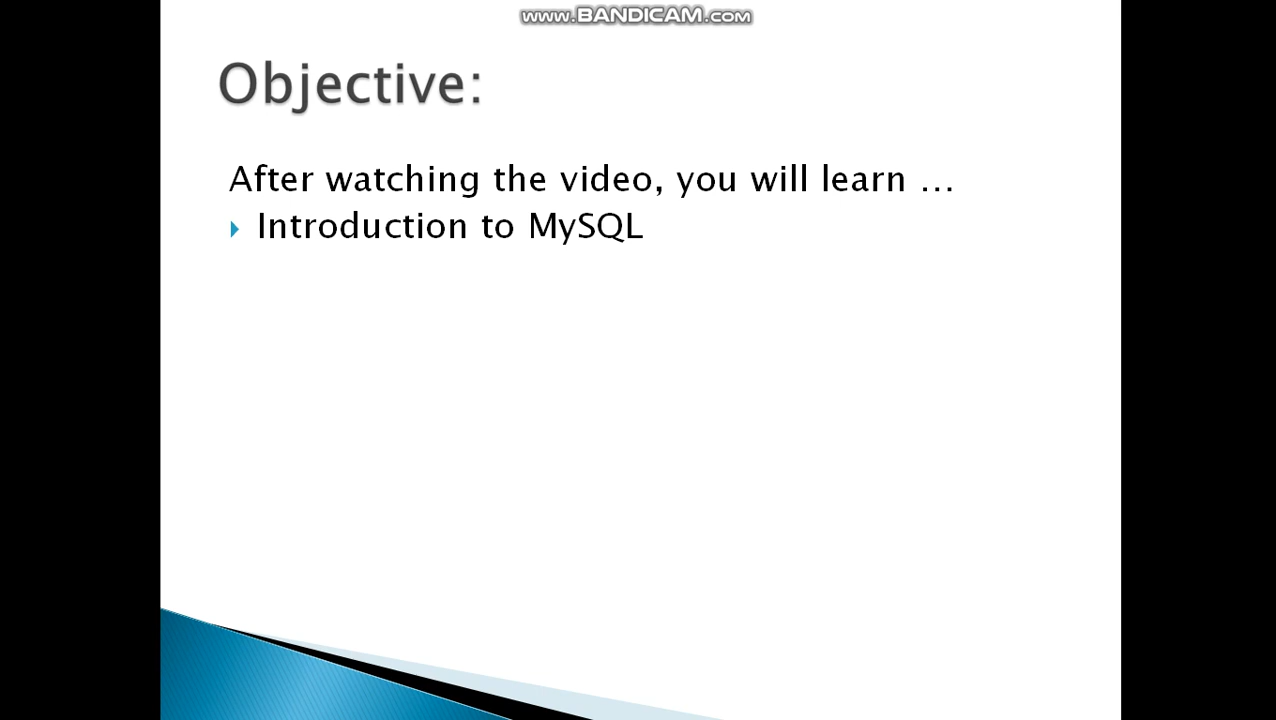 www.BANDICAM.com
Objective:
After watching the video, you will learn …
Introduction to MySQL